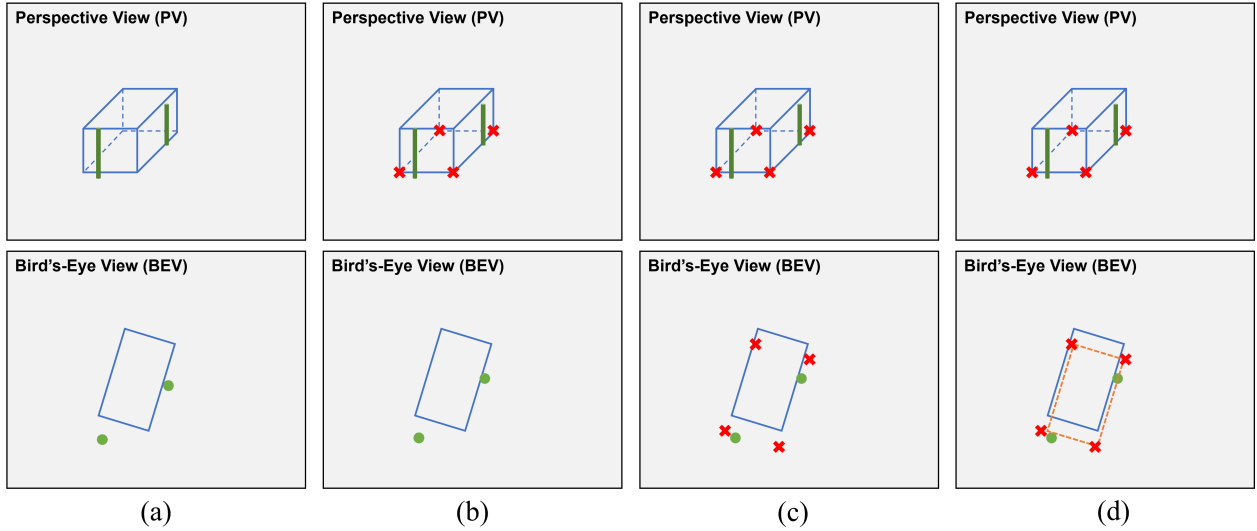 Perspective View (PV)
Perspective View (PV)
Perspective View (PV)
Perspective View (PV)
Bird’s-Eye View (BEV)
Bird’s-Eye View (BEV)
Bird’s-Eye View (BEV)
Bird’s-Eye View (BEV)
(a)
(b)
(c)
(d)